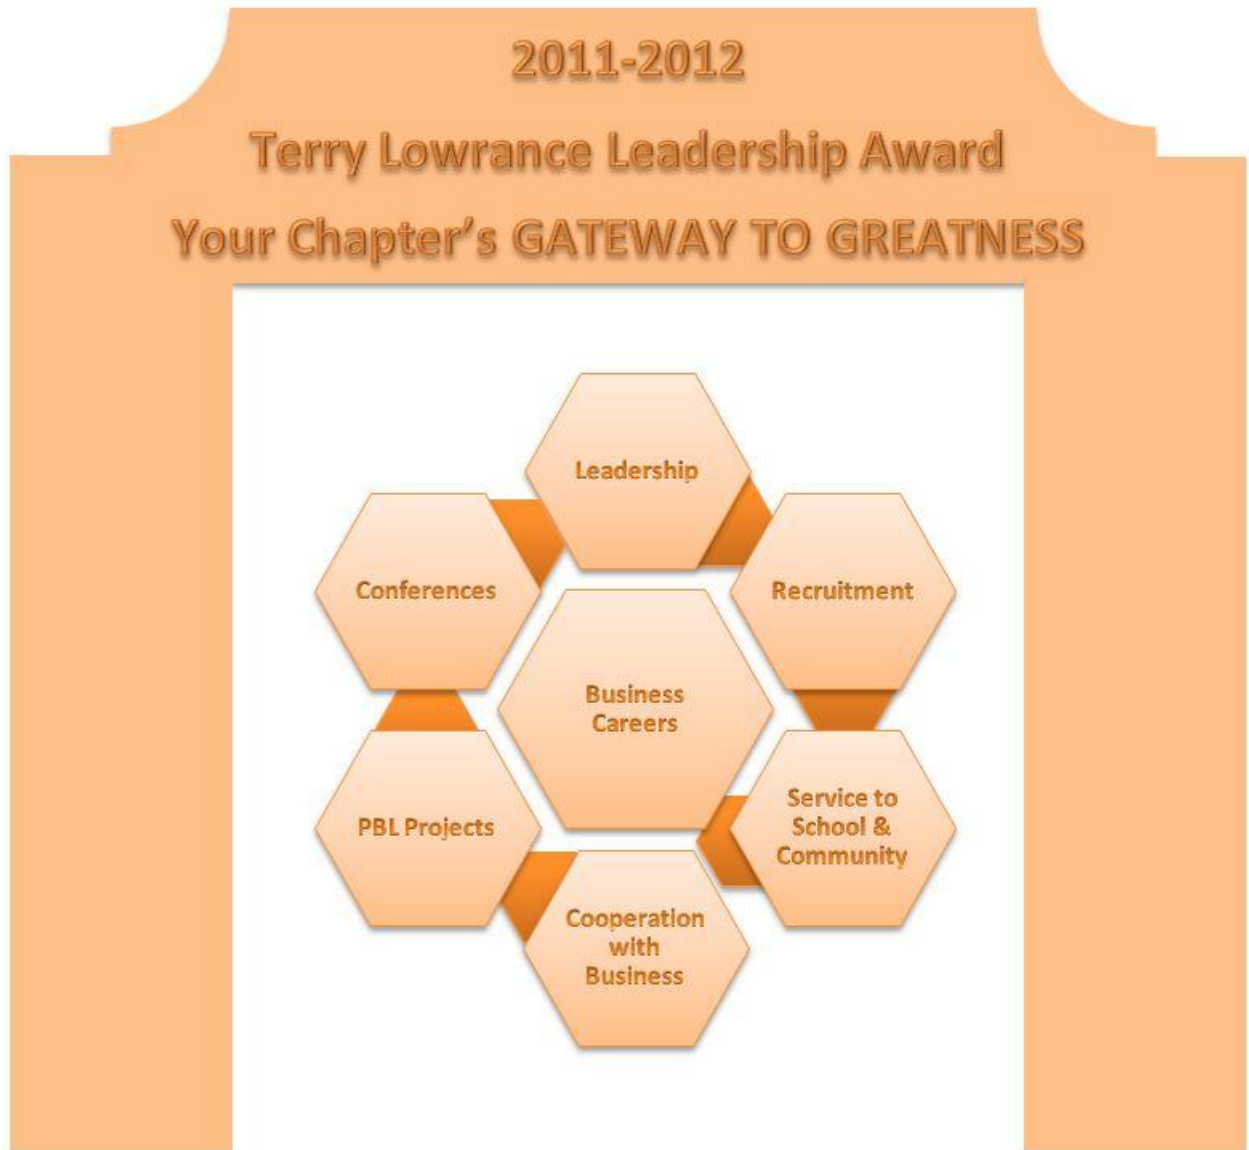 2011-2012
Terry Lowrance Leadership Award
Your Chapter's GATEWAY TO GREATNESS
Leadership
Conferences
Recruitment
Business
Careers
PBL Projects
Service to
School &
Community
Cooperation
with
Business